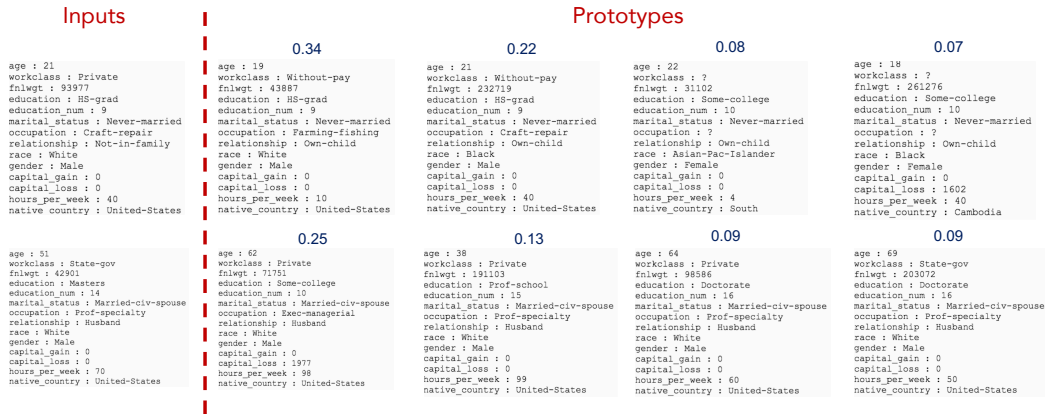 Inputs
Prototypes
0.34
0.22
0.08
0.07
age : 21
workclass : Private
fnlwgt : 93977
education : HS-grad
education_num : 9
marital_status : Never-married
occupation : Craft-repair
relationship : Not-in-family
race : White
gender : Male
capital_gain : 0
capital_loss : 0
hours_per_week : 40
native_country : United-States
age : 19
workclass : Without-pay
fnlwgt : 43887
education : HS-grad
education_num : 9
marital_status : Never-married
occupation : Farming-fishing
relationship : Own-child
race : White
gender : Male
capital_gain : 0
capital_loss : 0
hours_per_week : 10
native_country : United-States
age : 21
workclass : Without-pay
fnlwgt : 232719
education : HS-grad
education_num : 9
marital_status : Never-married
occupation : Craft-repair
relationship : Own-child
race : Black
gender : Male
capital_gain : 0
capital_loss : 0
hours_per_week : 40
native_country : United-States
age : 22
workclass : ?
fnlwgt : 31102
education : Some-college
education_num : 10
marital_status : Never-married
occupation : ?
relationship : Own-child
race : Asian-Pac-Islander
gender : Female
capital_gain : 0
capital_loss : 0
hours_per_week : 4
native_country : South
age : 18
workclass : ?
fnlwgt : 261276
education : Some-college
education_num : 10
marital_status : Never-married
occupation : ?
relationship : Own-child
race : Black
gender : Female
capital_gain : 0
capital_loss : 1602
hours_per_week : 40
native_country : Cambodia
0.25
0.13
0.09
0.09
age : 51
workclass : State-gov
fnlwgt : 42901
education : Masters
education_num : 14
marital_status : Married-civ-spouse
occupation : Prof-specialty
relationship : Husband
race : White
gender : Male
capital_gain : 0
capital_loss : 0
hours_per_week : 70
native_country : United-States
age : 62
workclass : Private
fnlwgt : 71751
education : Some-college
education_num : 10
marital_status : Married-civ-spouse
occupation : Exec-managerial
relationship : Husband
race : White
gender : Male
capital_gain : 0
capital_loss : 1977
hours_per_week : 98
native_country : United-States
age : 38
workclass : Private
fnlwgt : 191103
education : Prof-school
education_num : 15
marital_status : Married-civ-spouse
occupation : Prof-specialty
relationship : Husband
race : White
gender : Male
capital_gain : 0
capital_loss : 0
hours_per_week : 99
native_country : United-States
age : 64
workclass : Private
fnlwgt : 98586
education : Doctorate
education_num : 16
marital_status : Married-civ-spouse
occupation : Prof-specialty
relationship : Husband
race : White
gender : Male
capital_gain : 0
capital_loss : 0
hours_per_week : 60
native_country : United-States
age : 69
workclass : State-gov
fnlwgt : 203072
education : Doctorate
education_num : 16
marital_status : Married-civ-spouse
occupation : Prof-specialty
relationship : Husband
race : White
gender : Male
capital_gain : 0
capital_loss : 0
hours_per_week : 50
native_country : United-States